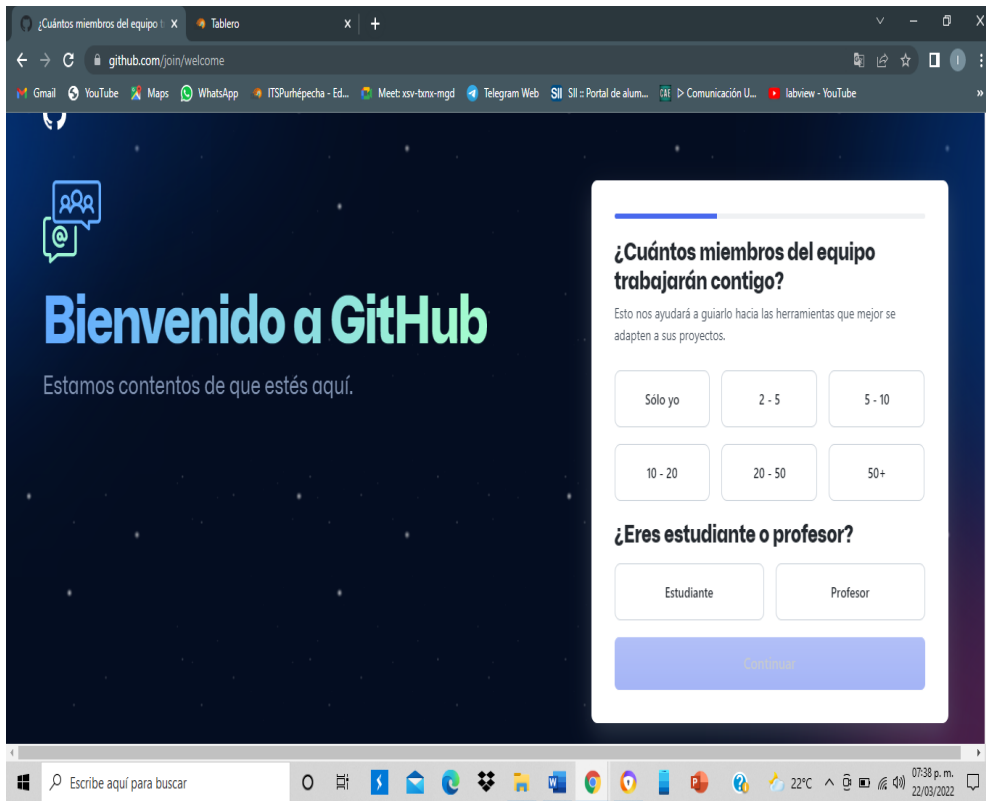 ¿Cuántos miembros del equipo t
Tablero
github.com/join/welcome
Gmail
YouTube
Maps
WhatsApp
ITSPurhépecha - Ed...
Meet: xsv-txnx-mgd
Telegram Web
SII SII :: Portal de alum...
CAE ▷ Comunicación U...
labview - YouTube
»
Bienvenido a GitHub
Estamos contentos de que estés aquí.
¿Cuántos miembros del equipo
trabajarán contigo?
Esto nos ayudará a guiarlo hacia las herramientas que mejor se
adapten a sus proyectos.
Sólo yo
2 - 5
5 - 10
10 - 20
20 - 50
50+
¿Eres estudiante o profesor?
Estudiante
Profesor
Continuar
Escribe aquí para buscar
22°C
07:38 p. m.
22/03/2022